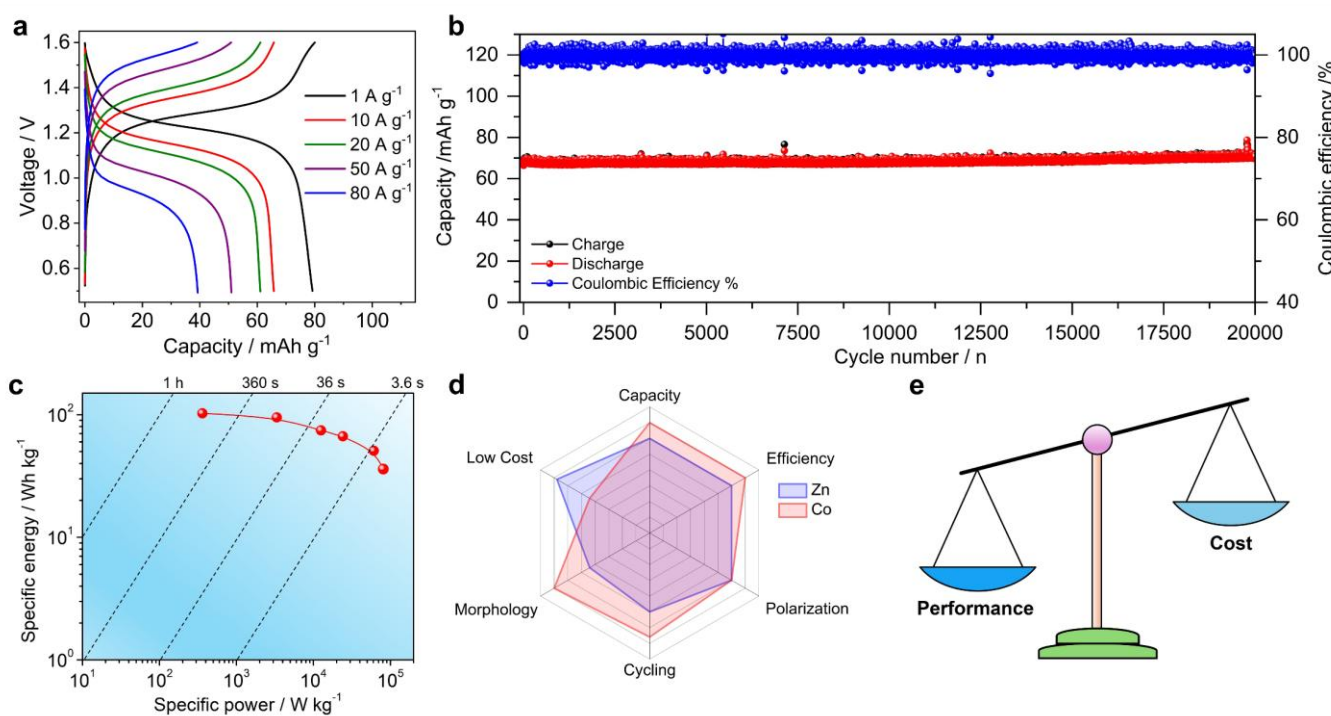 a
1.6
1.4
1.2
1.0
0.8
0.6
Voltage / V
1 A g⁻¹
10 A g⁻¹
20 A g⁻¹
50 A g⁻¹
80 A g⁻¹
0 20 40 60 80 100
Capacity / mAh g⁻¹
b
120
100
80
60
40
20
0
Capacity /mAh g⁻¹
Charge
Discharge
Coulombic Efficiency %
100
80
60
40
Coulombic efficiency /%
0 2500 5000 7500 10000 12500 15000 17500 20000
Cycle number / n
c
1 h 360 s 36 s 3.6 s
10²
10¹
10⁰
Specific energy / Wh kg⁻¹
10¹ 10² 10³ 10⁴ 10⁵
Specific power / W kg⁻¹
d
Capacity
Low Cost
Efficiency
Zn
Co
Morphology
Polarization
Cycling
e
Cost
Performance